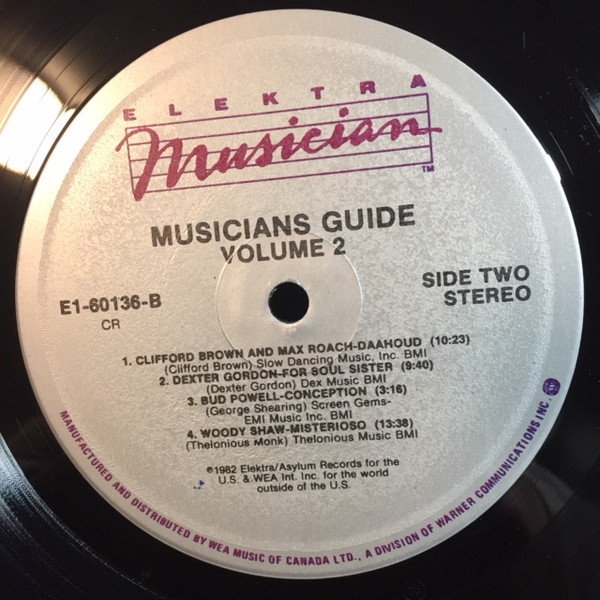 ELEKTRA
Musician
TM
MUSICIANS GUIDE
VOLUME 2
E1-60136-B
CR
SIDE TWO
STEREO
1. CLIFFORD BROWN AND MAX ROACH-DAAHOUD (10:23)
(Clifford Brown) Slow Dancing Music, Inc. BMI
2. DEXTER GORDON-FOR SOUL SISTER (9:40)
(Dexter Gordon) Dex Music BMI
3. BUD POWELL-CONCEPTION (3:16)
(George Shearing) Screen Gems-
EMI Music Inc. BMI
4. WOODY SHAW-MISTERIOSO (13:38)
(Thelonious Monk) Thelonious Music BMI
℗1982 Elektra/Asylum Records for the
U.S. & WEA Int. Inc. for the world
outside of the U.S.
MANUFACTURED AND DISTRIBUTED BY WEA MUSIC OF CANADA LTD., A DIVISION OF WARNER COMMUNICATIONS INC.